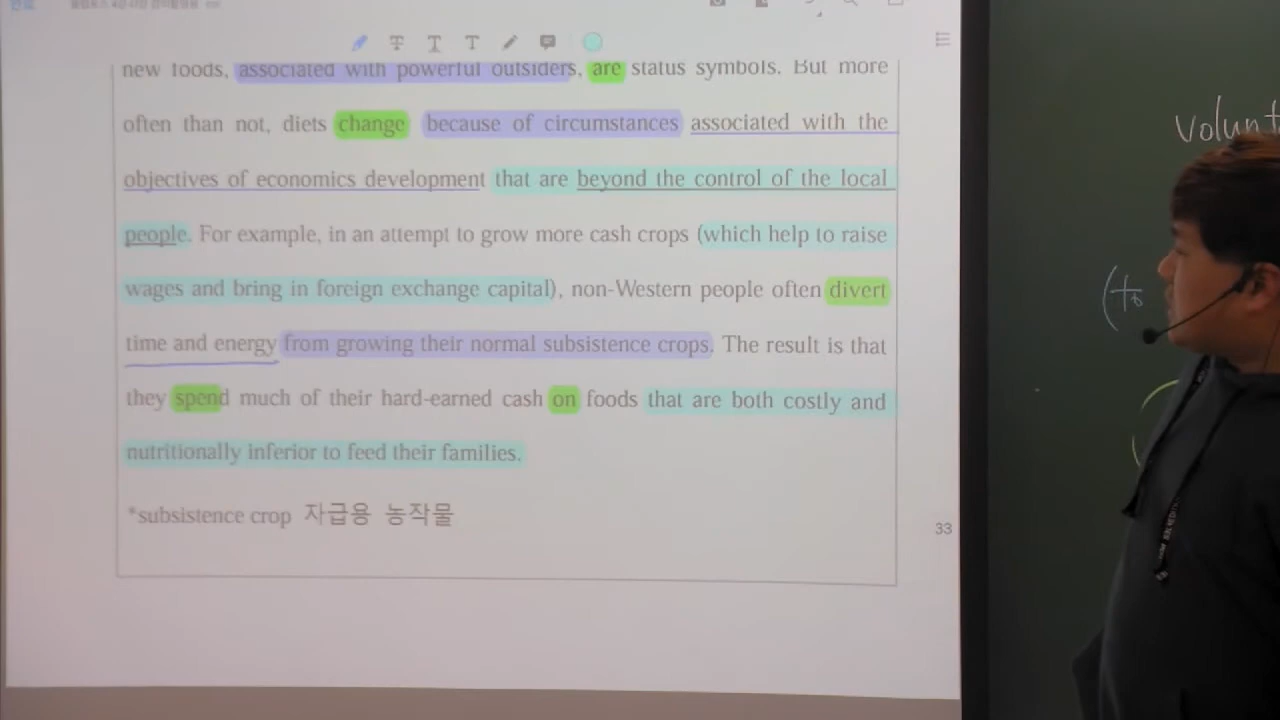 new foods, associated with powerful outsiders, are status symbols. But more
often than not, diets change because of circumstances associated with the
objectives of economics development that are beyond the control of the local
people. For example, in an attempt to grow more cash crops (which help to raise
wages and bring in foreign exchange capital), non-Western people often divert
time and energy from growing their normal subsistence crops. The result is that
they spend much of their hard-earned cash on foods that are both costly and
nutritionally inferior to feed their families.
*subsistence crop 자급용 농작물
33
Volunt
(to